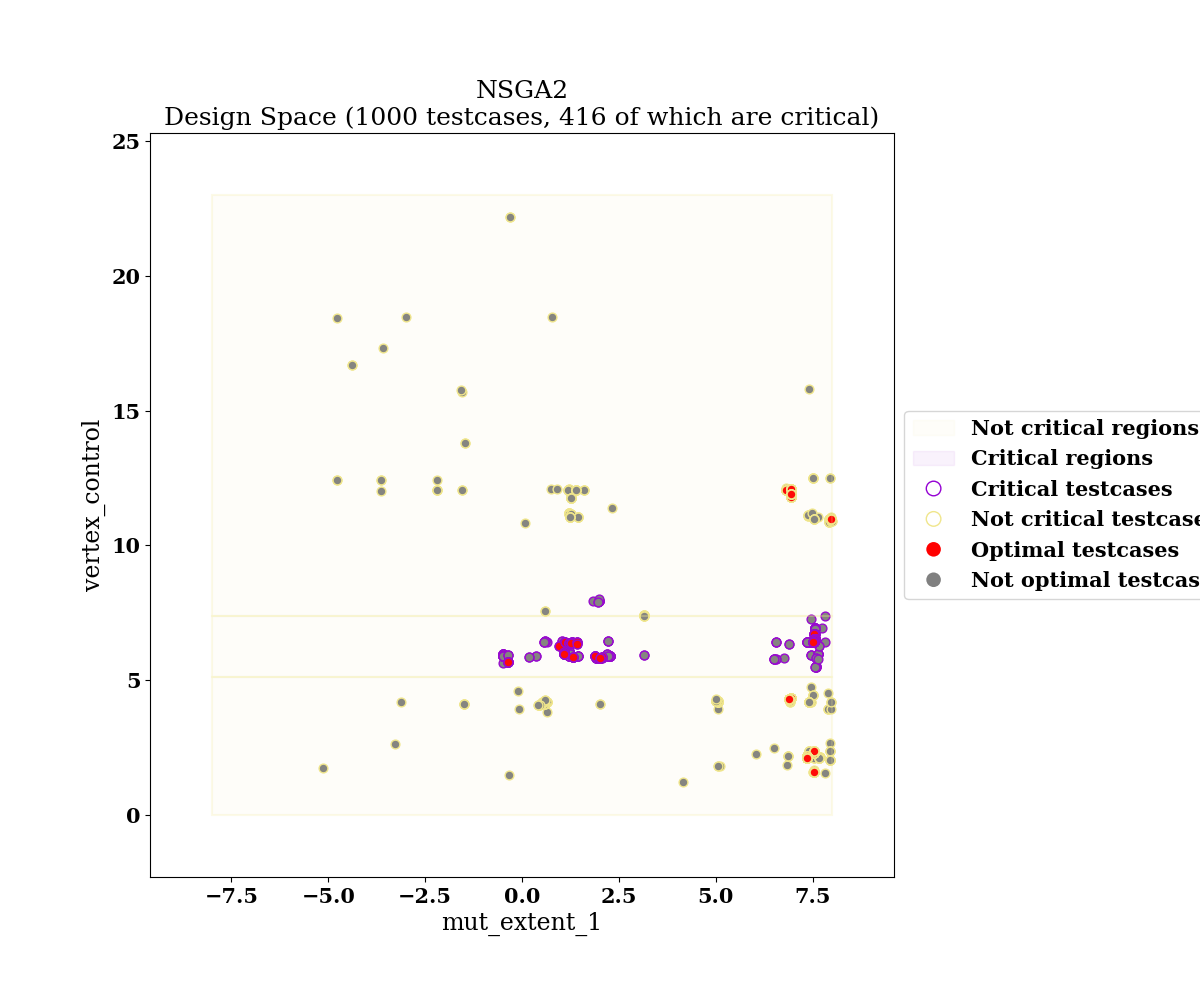 NSGA2
Design Space (1000 testcases, 416 of which are critical)
25
20
15
10
5
0
vertex_control
−7.5
−5.0
−2.5
0.0
2.5
5.0
7.5
mut_extent_1
Not critical regions
Critical regions
Critical testcases
Not critical testcase
Optimal testcases
Not optimal testcas